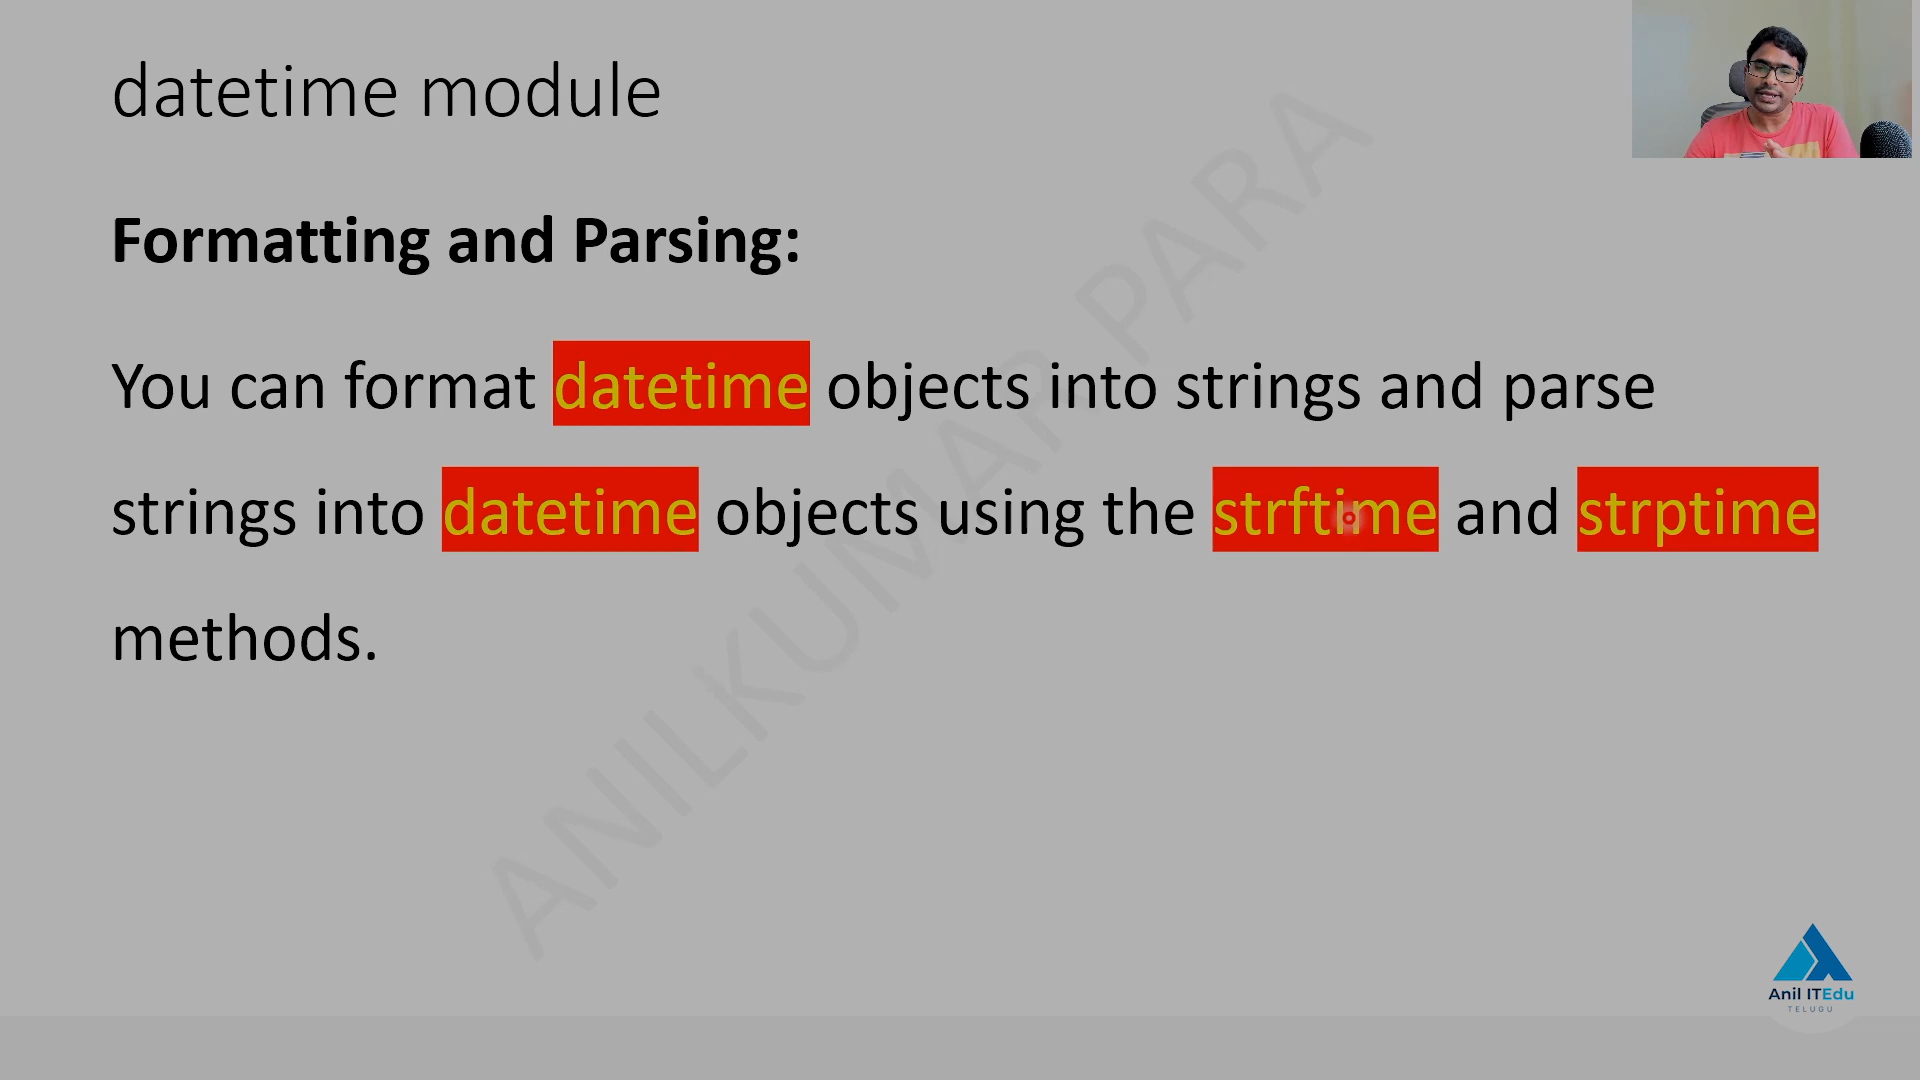 datetime module
Formatting and Parsing:
You can format datetime objects into strings and parse
strings into datetime objects using the strftime and strptime
methods.
ANILKUMAR PARA
Anil ITEdu
TELUGU